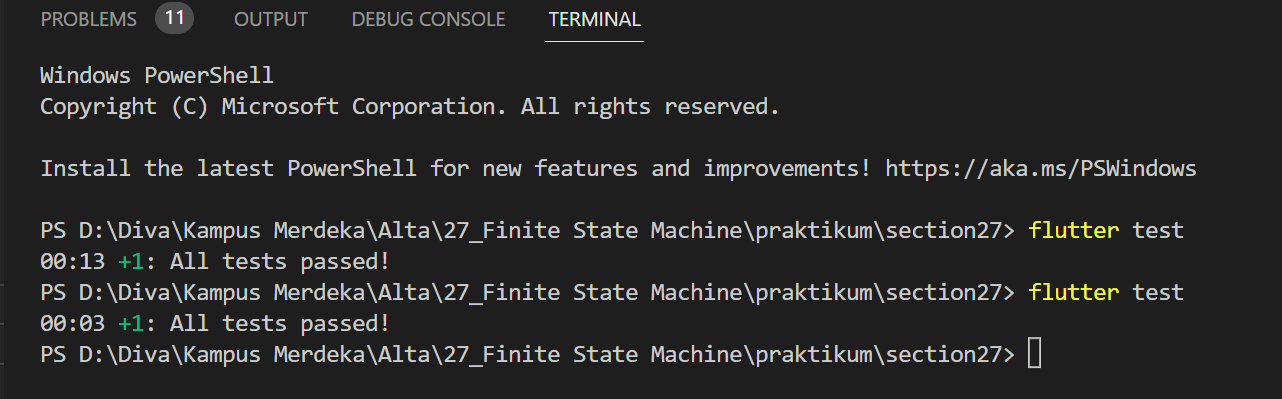 PROBLEMS 11 OUTPUT DEBUG CONSOLE TERMINAL
Windows PowerShell
Copyright (C) Microsoft Corporation. All rights reserved.
Install the latest PowerShell for new features and improvements! https://aka.ms/PSWindows
PS D:\Diva\Kampus Merdeka\Alta\27_Finite State Machine\praktikum\section27> flutter test
00:13 +1: All tests passed!
PS D:\Diva\Kampus Merdeka\Alta\27_Finite State Machine\praktikum\section27> flutter test
00:03 +1: All tests passed!
PS D:\Diva\Kampus Merdeka\Alta\27_Finite State Machine\praktikum\section27>